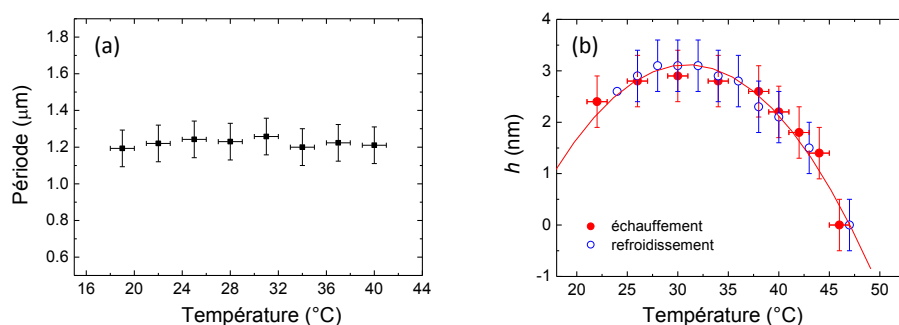 (a)
1.8
1.6
1.4
1.2
1.0
0.8
0.6
Période (μm)
16 20 24 28 32 36 40 44
Température (°C)
(b)
4
3
2
1
0
-1
h (nm)
échauffement
refroidissement
20 25 30 35 40 45 50
Température (°C)